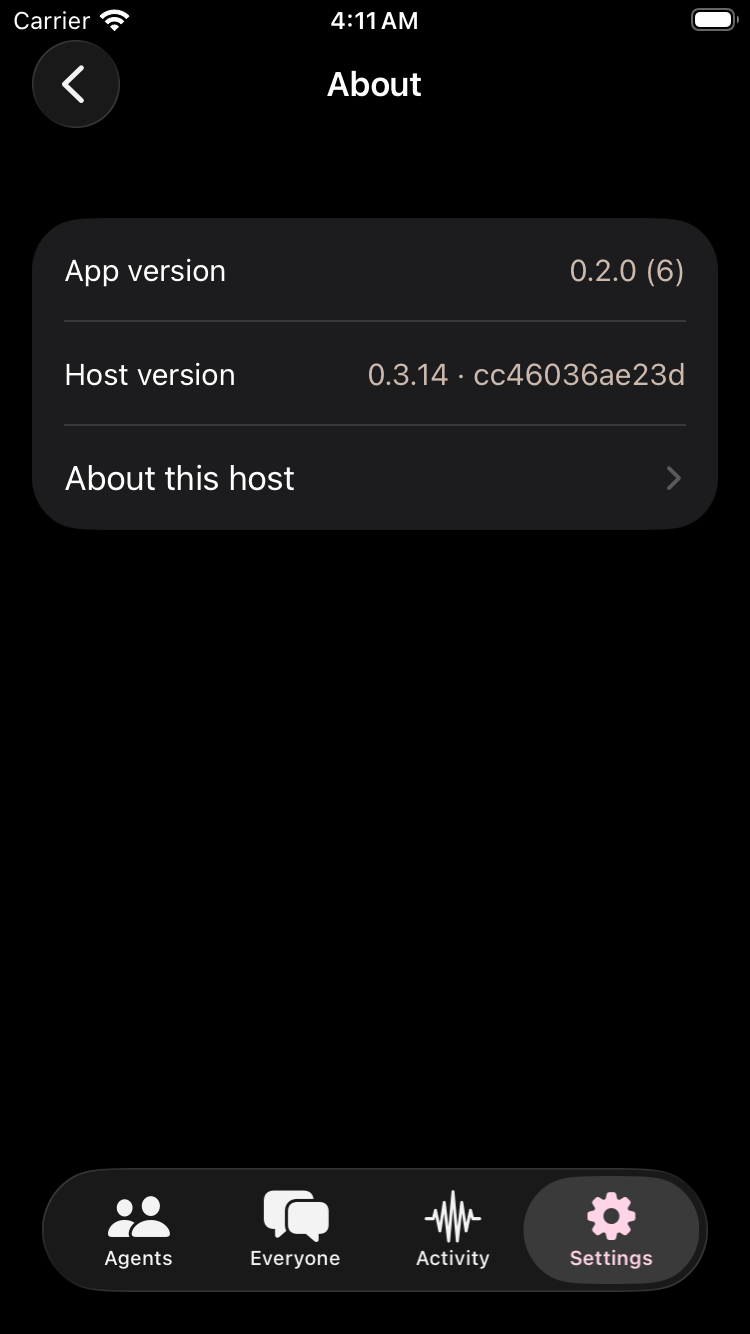 Carrier 4:11 AM
About
App version 0.2.0 (6)
Host version 0.3.14 · cc46036ae23d
About this host
Agents Everyone Activity Settings